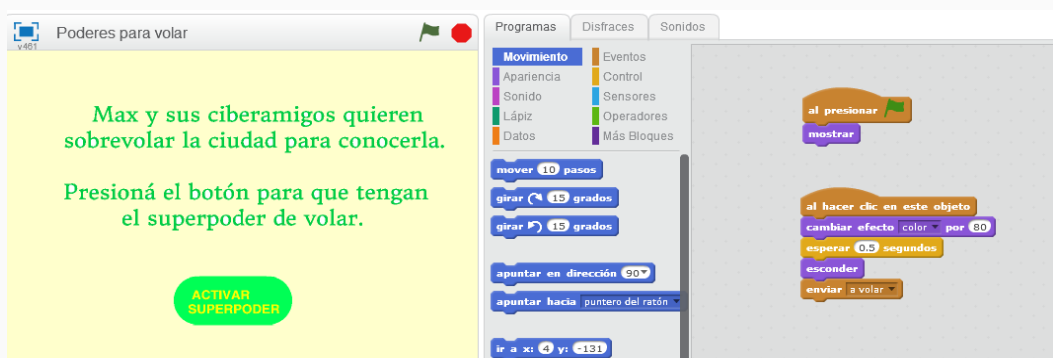 Poderes para volar
v461
Max y sus ciberamigos quieren
sobrevolar la ciudad para conocerla.
Presioná el botón para que tengan
el superpoder de volar.
ACTIVAR
SUPERPODER
Programas Disfraces Sonidos
Movimiento Eventos
Apariencia Control
Sonido Sensores
Lápiz Operadores
Datos Más Bloques
mover 10 pasos
girar 15 grados
girar 15 grados
apuntar en dirección 90
apuntar hacia puntero del ratón
ir a x: 4 y: -131
al presionar
mostrar
al hacer clic en este objeto
cambiar efecto color por 80
esperar 0.5 segundos
esconder
enviar a volar